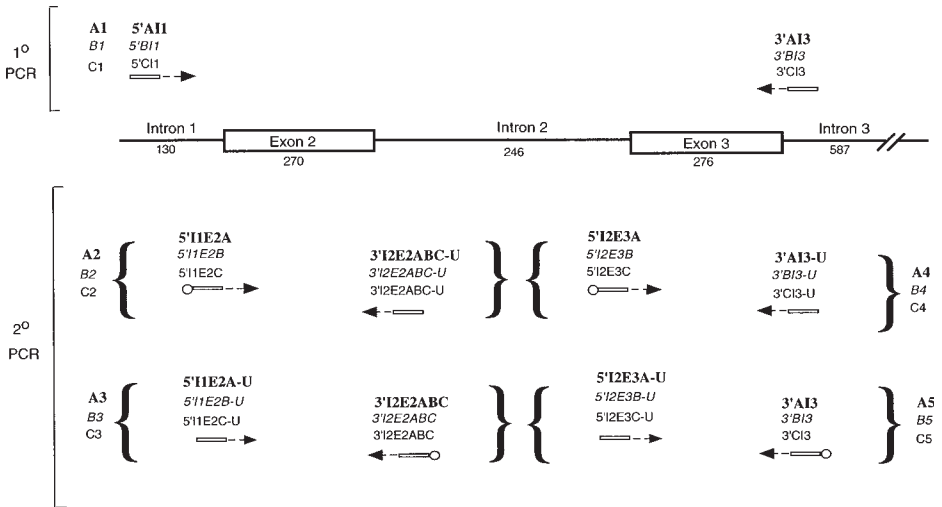 1o
PCR
A1 5'AI1
B1 5'BI1
C1 5'CI1
3'AI3
3'BI3
3'CI3
Intron 1 Exon 2 Intron 2 Exon 3 Intron 3
130 270 246 276 587
2o
PCR
A2
B2
C2
5'I1E2A
5'I1E2B
5'I1E2C
3'I2E2ABC-U
3'I2E2ABC-U
3'I2E2ABC-U
5'I2E3A
5'I2E3B
5'I2E3C
3'AI3-U
3'BI3-U
3'CI3-U
A4
B4
C4
A3
B3
C3
5'I1E2A-U
5'I1E2B-U
5'I1E2C-U
3'I2E2ABC
3'I2E2ABC
3'I2E2ABC
5'I2E3A-U
5'I2E3B-U
5'I2E3C-U
3'AI3
3'BI3
3'CI3
A5
B5
C5